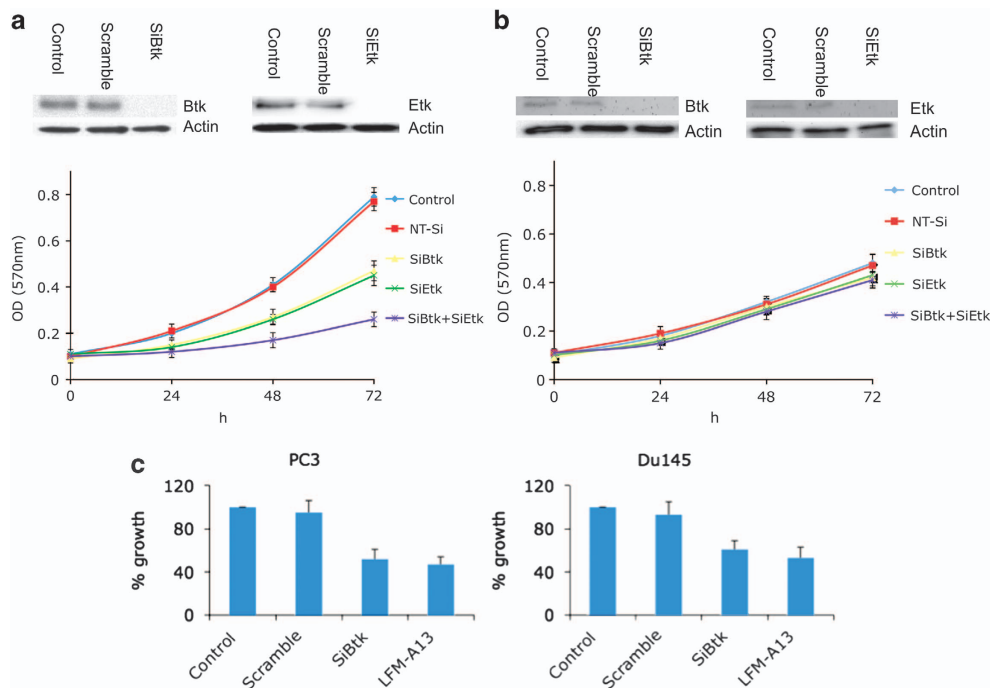 a
Control
Scramble
SiBtk
Control
Scramble
SiEtk
Btk
Actin
Etk
Actin
OD (570nm)
0.8
0.6
0.4
0.2
0
0
24
48
72
h
Control
NT-Si
SiBtk
SiEtk
SiBtk+SiEtk
b
Control
Scramble
SiBtk
Control
Scramble
SiEtk
Btk
Actin
Etk
Actin
OD (570nm)
0.8
0.6
0.4
0.2
0
0
24
48
72
h
Control
NT-Si
SiBtk
SiEtk
SiBtk+SiEtk
c
PC3
% growth
120
80
40
0
Control
Scramble
SiBtk
LFM-A13
Du145
% growth
120
80
40
0
Control
Scramble
SiBtk
LFM-A13